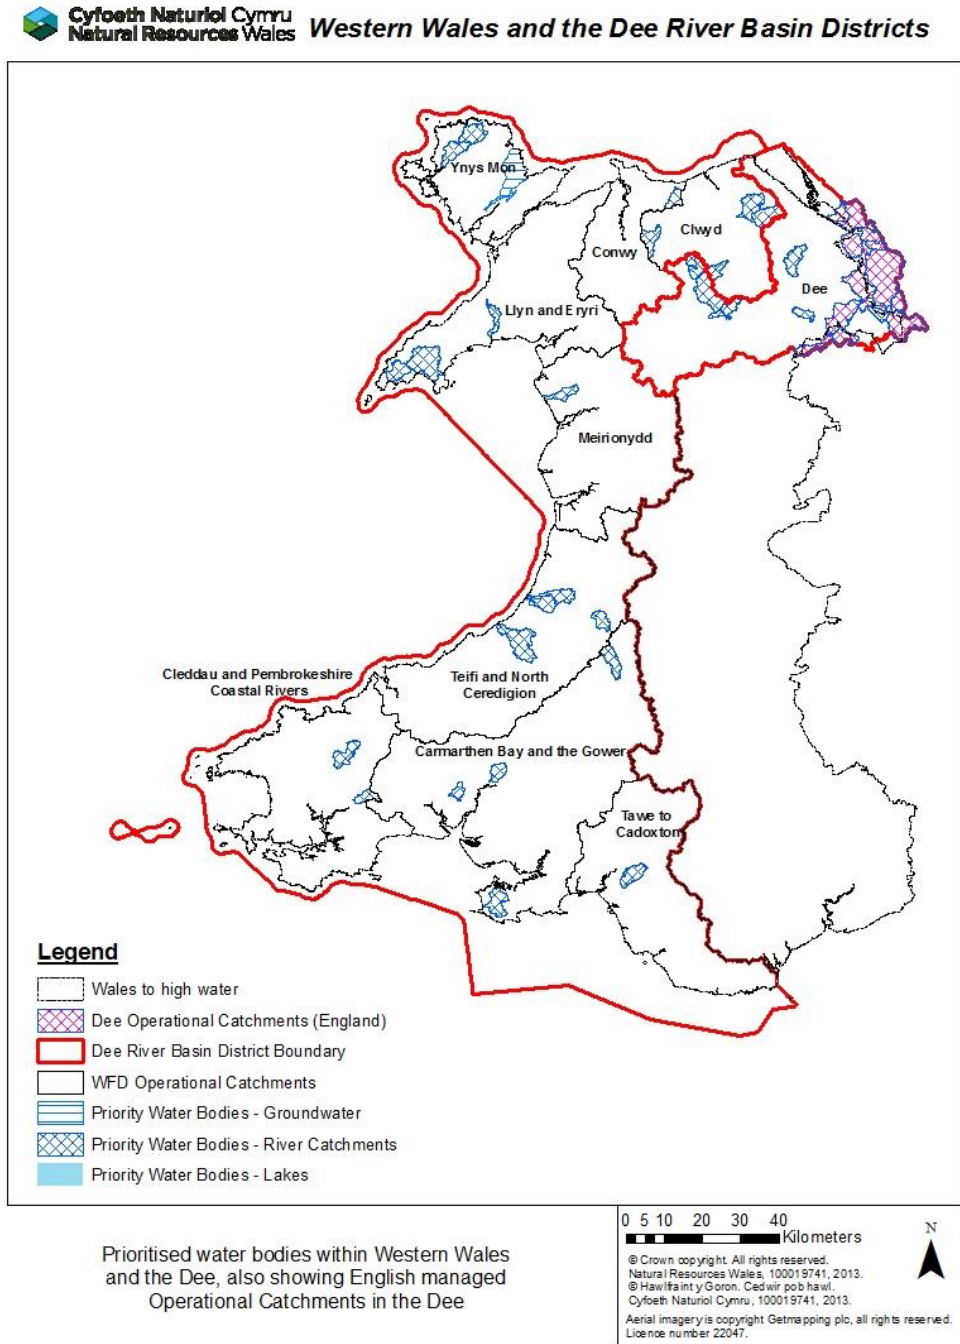 Cyfoeth Naturiol Cymru
Natural Resources Wales
Western Wales and the Dee River Basin Districts
Ynys Mon
Clwyd
Conwy
Dee
Llyn and Eryri
Meirionydd
Cleddau and Pembrokeshire
Coastal Rivers
Teifi and North
Ceredigion
Carmarthen Bay and the Gower
Tawe to
Cadoxton
Legend
Wales to high water
Dee Operational Catchments (England)
Dee River Basin District Boundary
WFD Operational Catchments
Priority Water Bodies - Groundwater
Priority Water Bodies - River Catchments
Priority Water Bodies - Lakes
Prioritised water bodies within Western Wales
and the Dee, also showing English managed
Operational Catchments in the Dee
0 5 10 20 30 40
Kilometers
N
© Crown copyright. All rights reserved.
Natural Resources Wales, 100019741, 2013.
© Hawlfraint y Goron. Cedwir pob hawl.
Cyfoeth Naturiol Cymru, 100019741, 2013.
Aerial imagery is copyright Getmapping plc, all rights reserved.
Licence number 22047.